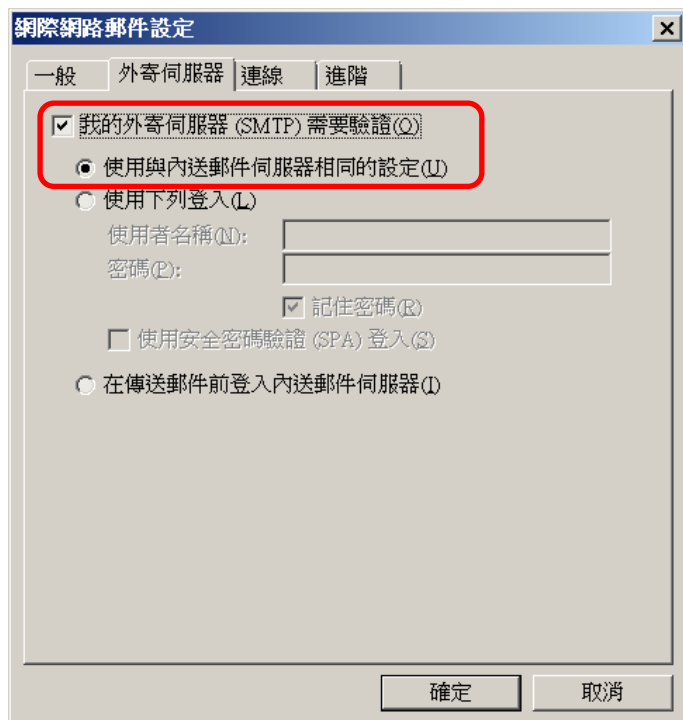 網際網路郵件設定
一般 外寄伺服器 連線 進階
我的外寄伺服器 (SMTP) 需要驗證(O)
使用與內送郵件伺服器相同的設定(U)
使用下列登入(L)
使用者名稱(N):
密碼(P):
記住密碼(R)
使用安全密碼驗證 (SPA) 登入(S)
在傳送郵件前登入內送郵件伺服器(I)
確定 取消